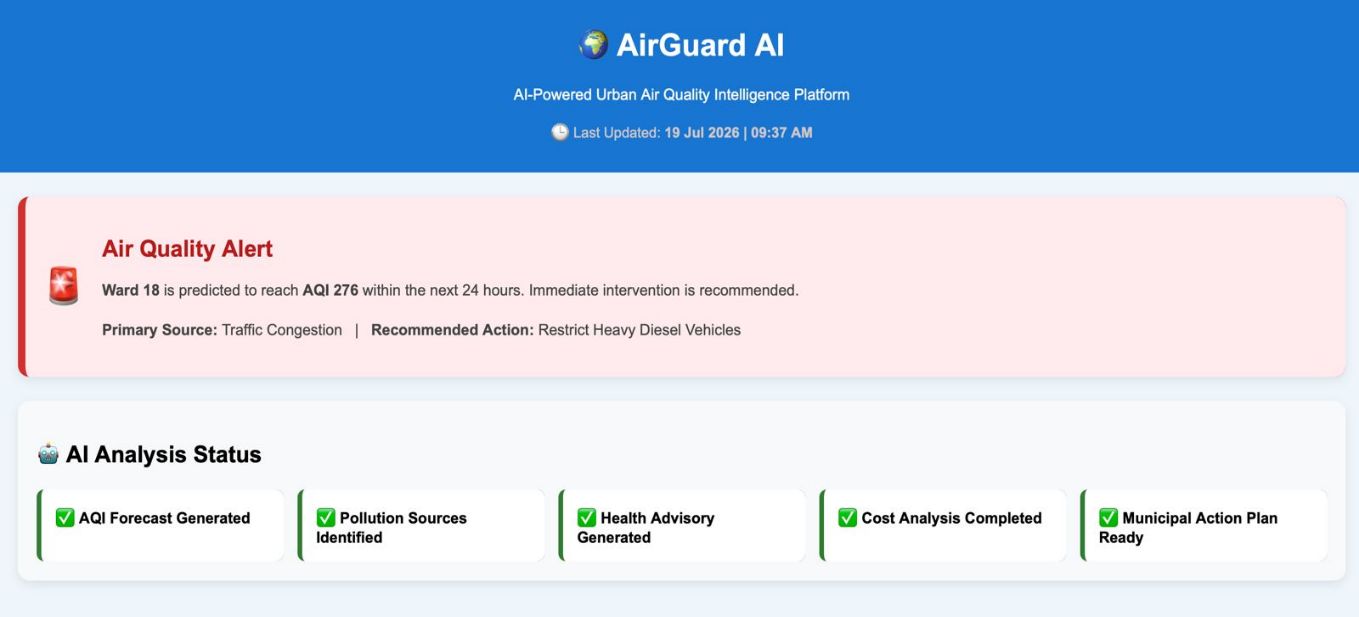 🌍 AirGuard AI
AI-Powered Urban Air Quality Intelligence Platform
🕒 Last Updated: 19 Jul 2026 | 09:37 AM
Air Quality Alert
Ward 18 is predicted to reach AQI 276 within the next 24 hours. Immediate intervention is recommended.
Primary Source: Traffic Congestion | Recommended Action: Restrict Heavy Diesel Vehicles
🤖 AI Analysis Status
✅ AQI Forecast Generated
✅ Pollution Sources
Identified
✅ Health Advisory
Generated
✅ Cost Analysis Completed
✅ Municipal Action Plan
Ready